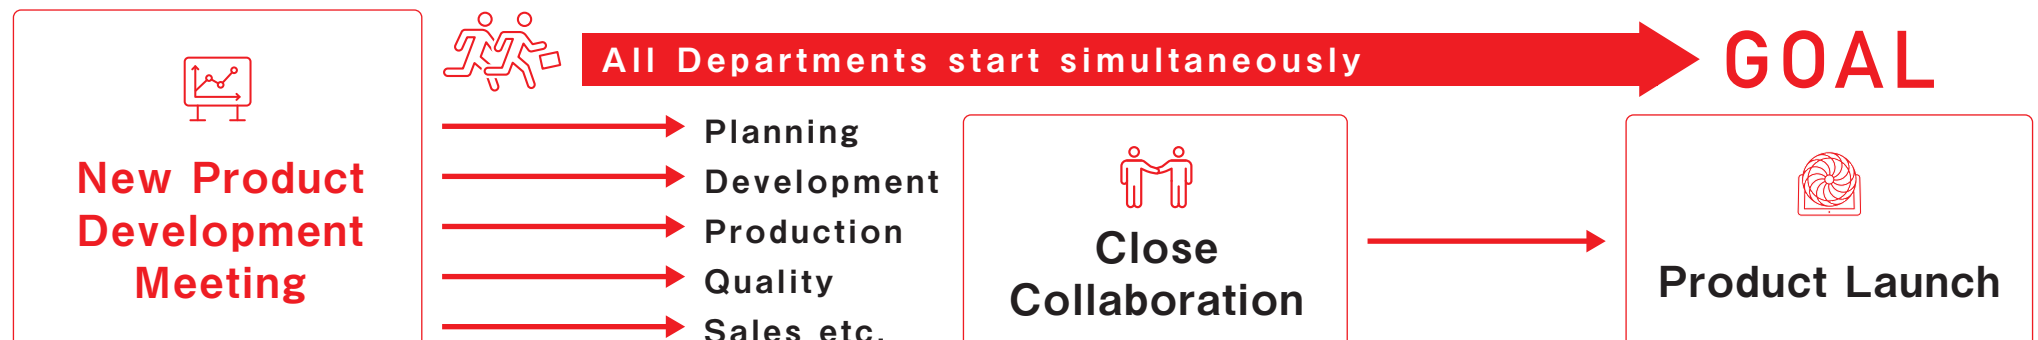 All Departments start simultaneously
GOAL
New Product
Development
Meeting
Planning
Development
Production
Quality
Sales etc.
Close
Collaboration
Product Launch